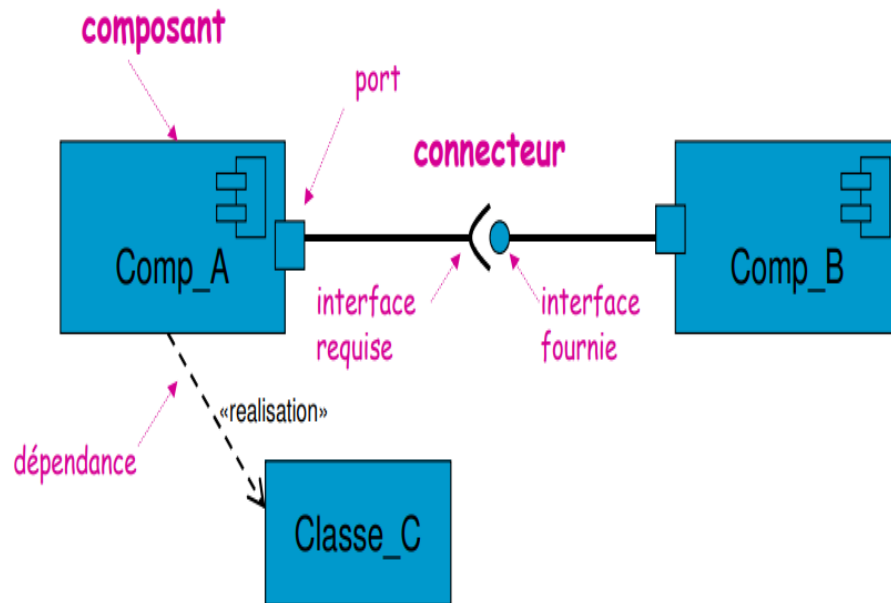 composant
port
connecteur
Comp_A
Comp_B
interface
requise
interface
fournie
«realisation»
dépendance
Classe_C